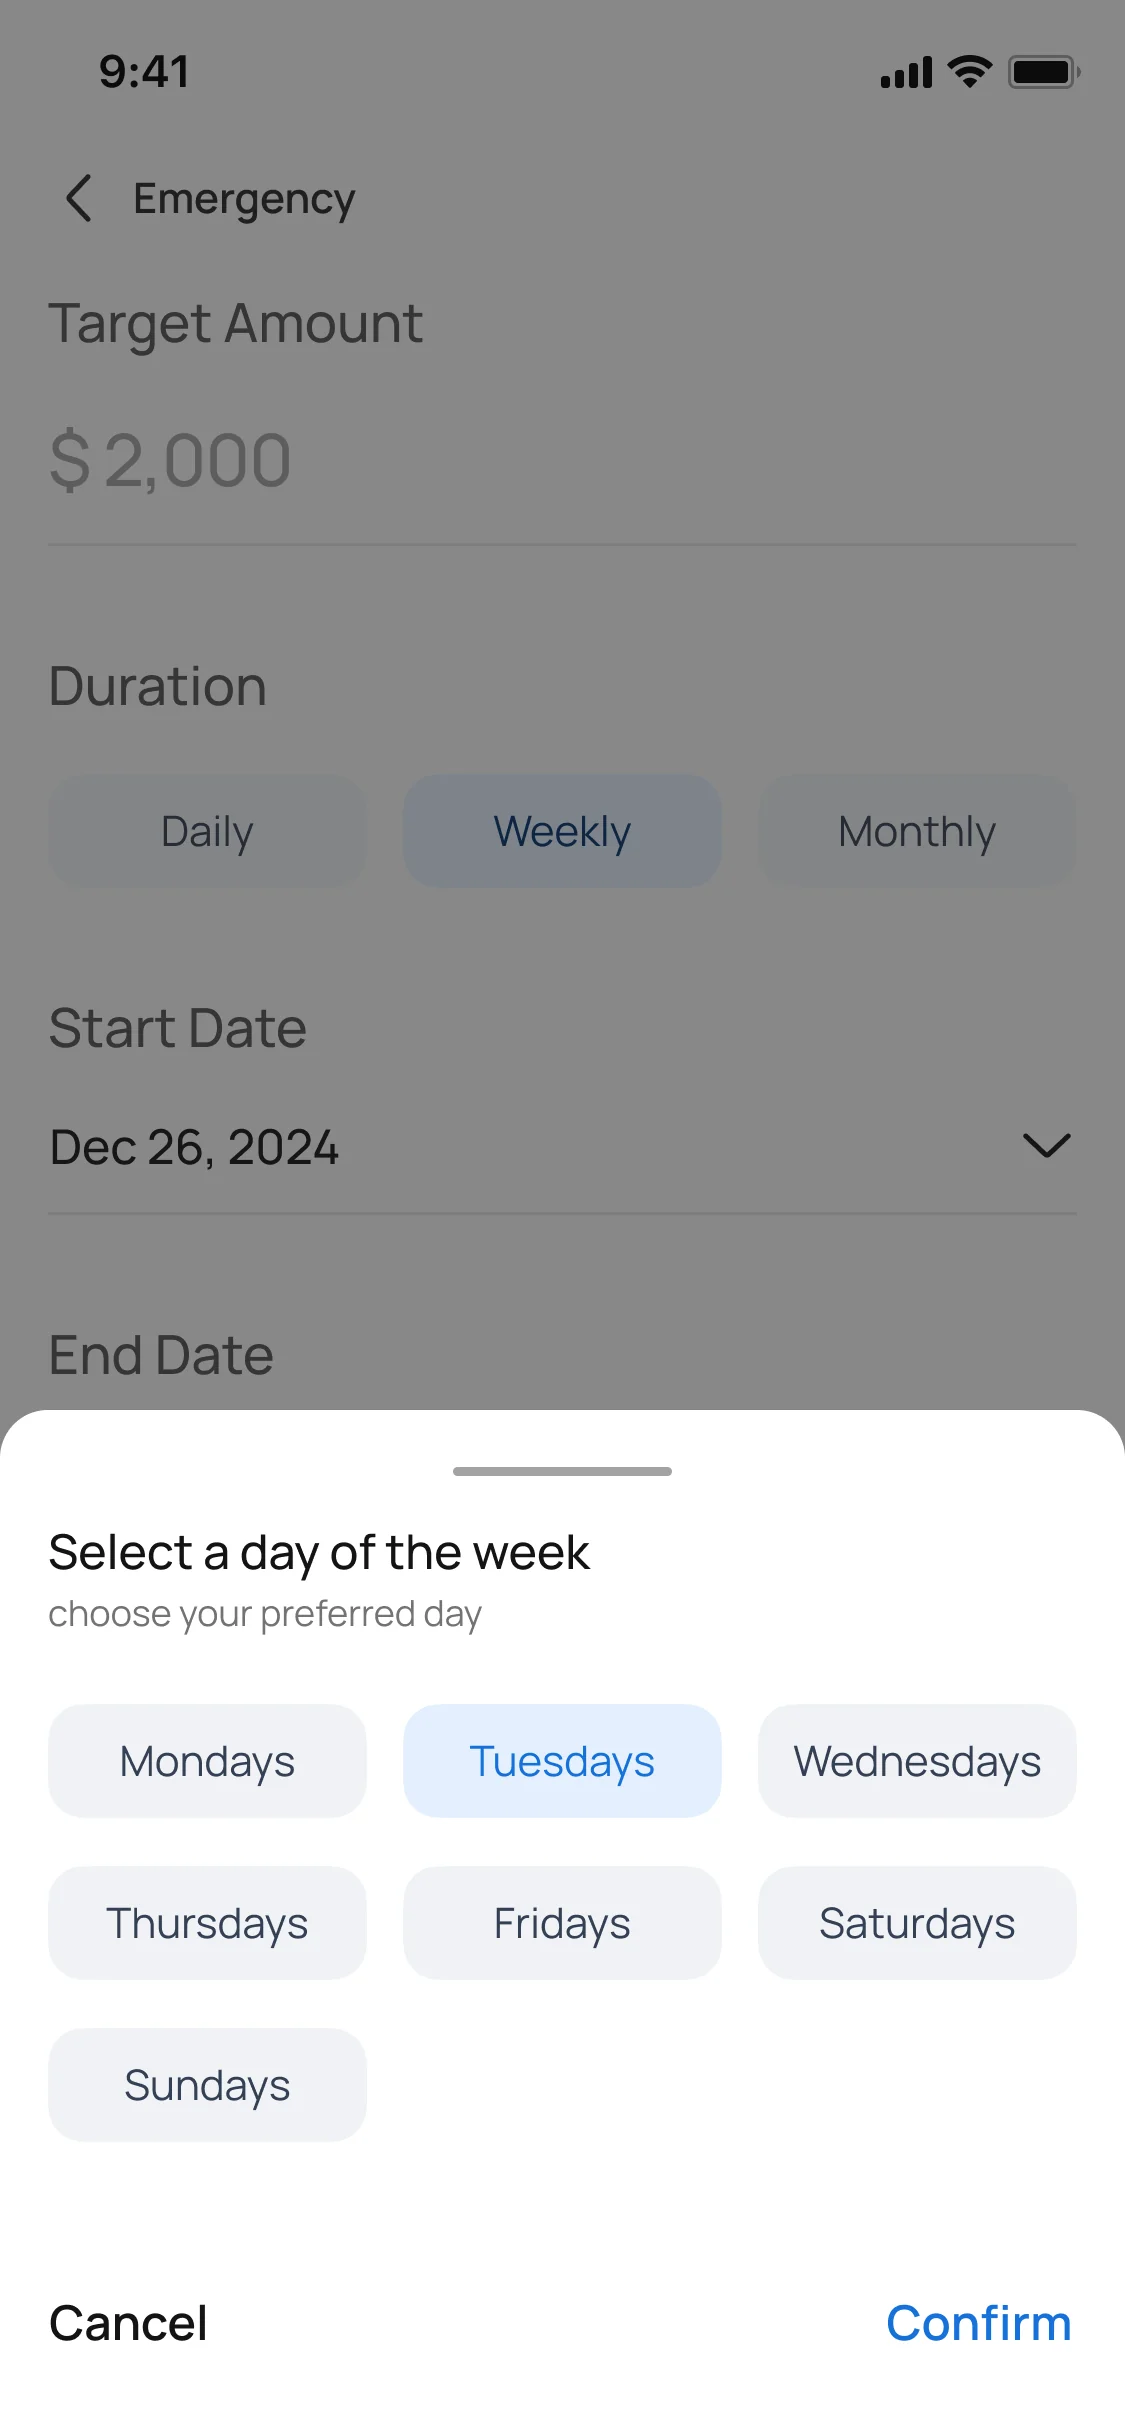 9:41
Emergency
Target Amount
$ 2,000
Duration
Daily Weekly Monthly
Start Date
Dec 26, 2024
End Date
Select a day of the week
choose your preferred day
Mondays Tuesdays Wednesdays
Thursdays Fridays Saturdays
Sundays
Cancel Confirm